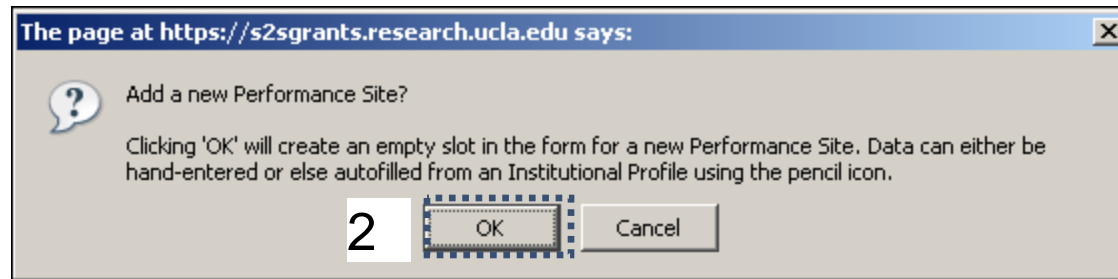 The page at https://s2sgrants.research.ucla.edu says:
Add a new Performance Site?
Clicking 'OK' will create an empty slot in the form for a new Performance Site. Data can either be
hand-entered or else autofilled from an Institutional Profile using the pencil icon.
2 OK Cancel